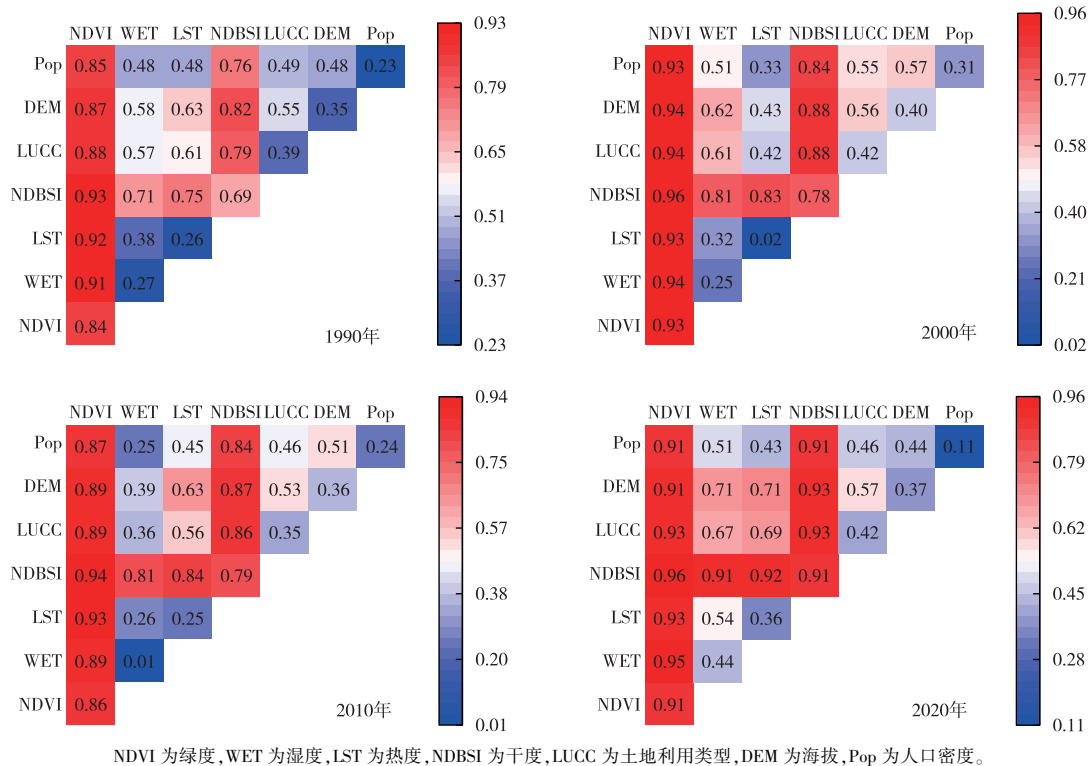 NDVI WET LST NDBSI LUCC DEM Pop
Pop 0.85 0.48 0.48 0.76 0.49 0.48 0.23
DEM 0.87 0.58 0.63 0.82 0.55 0.35
LUCC 0.88 0.57 0.61 0.79 0.39
NDBSI 0.93 0.71 0.75 0.69
LST 0.92 0.38 0.26
WET 0.91 0.27
NDVI 0.84
1990年
0.93
0.79
0.65
0.51
0.37
0.23
NDVI WET LST NDBSI LUCC DEM Pop
Pop 0.93 0.51 0.33 0.84 0.55 0.57 0.31
DEM 0.94 0.62 0.43 0.88 0.56 0.40
LUCC 0.94 0.61 0.42 0.88 0.42
NDBSI 0.96 0.81 0.83 0.78
LST 0.93 0.32 0.02
WET 0.94 0.25
NDVI 0.93
2000年
0.96
0.77
0.58
0.40
0.21
0.02
NDVI WET LST NDBSI LUCC DEM Pop
Pop 0.87 0.25 0.45 0.84 0.46 0.51 0.24
DEM 0.89 0.39 0.63 0.87 0.53 0.36
LUCC 0.89 0.36 0.56 0.86 0.35
NDBSI 0.94 0.81 0.84 0.79
LST 0.93 0.26 0.25
WET 0.89 0.01
NDVI 0.86
2010年
0.94
0.75
0.57
0.38
0.20
0.01
NDVI WET LST NDBSI LUCC DEM Pop
Pop 0.91 0.51 0.43 0.91 0.46 0.44 0.11
DEM 0.91 0.71 0.71 0.93 0.57 0.37
LUCC 0.93 0.67 0.69 0.93 0.42
NDBSI 0.96 0.91 0.92 0.91
LST 0.93 0.54 0.36
WET 0.95 0.44
NDVI 0.91
2020年
0.96
0.79
0.62
0.45
0.28
0.11
NDVI 为绿度,WET 为湿度,LST 为热度,NDBSI 为干度,LUCC 为土地利用类型,DEM 为海拔,Pop 为人口密度。